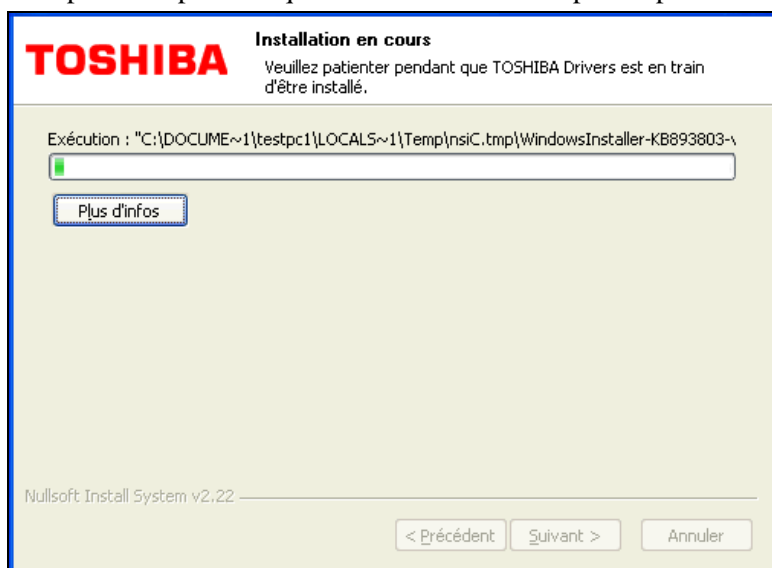 TOSHIBA
Installation en cours
Veuillez patienter pendant que TOSHIBA Drivers est en train
d'être installé.
Exécution : "C:\DOCUME~1\testpc1\LOCALS~1\Temp\nsiC.tmp\WindowsInstaller-KB893803-
Plus d'infos
Nullsoft Install System v2.22
< Précédent
Suivant >
Annuler